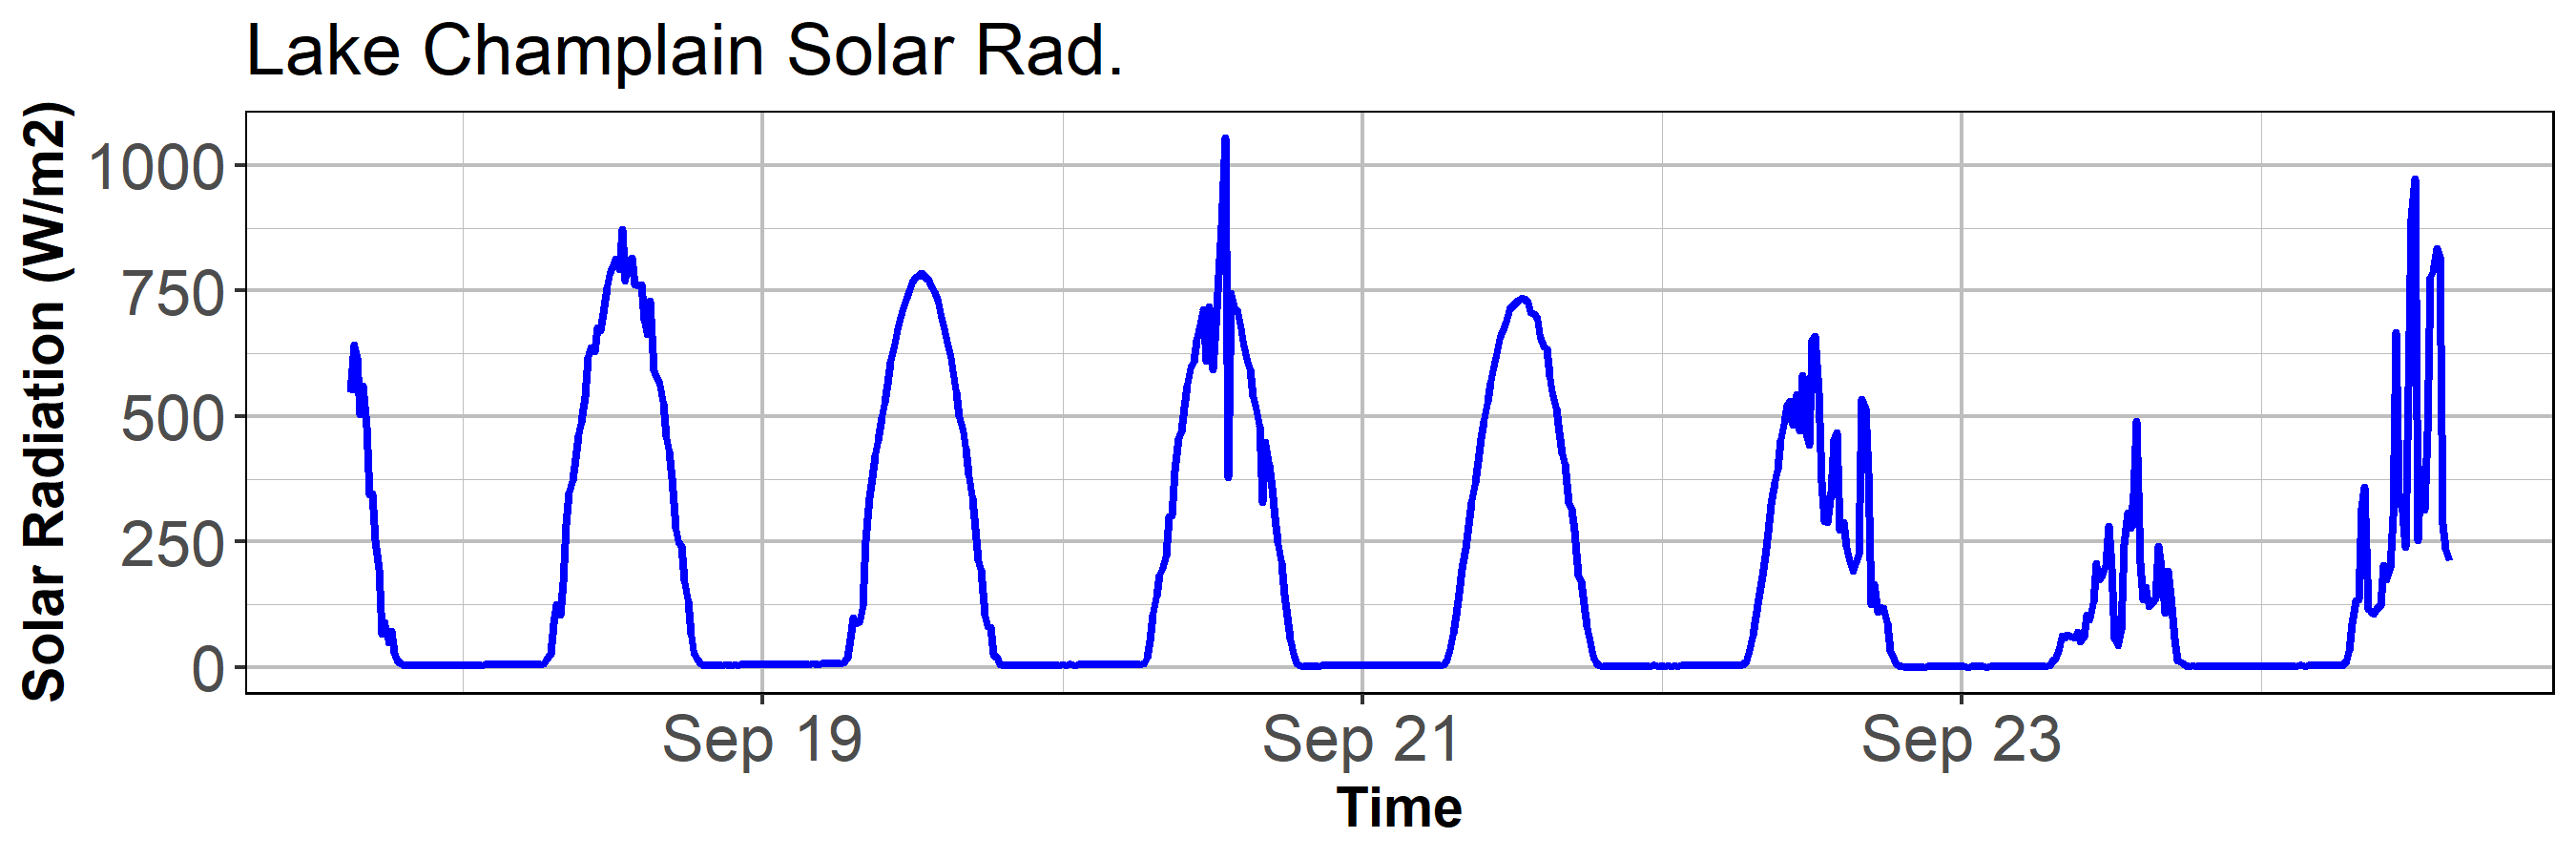 Lake Champlain Solar Rad.
Solar Radiation (W/m2)
1000
750
500
250
0
Sep 19
Sep 21
Sep 23
Time